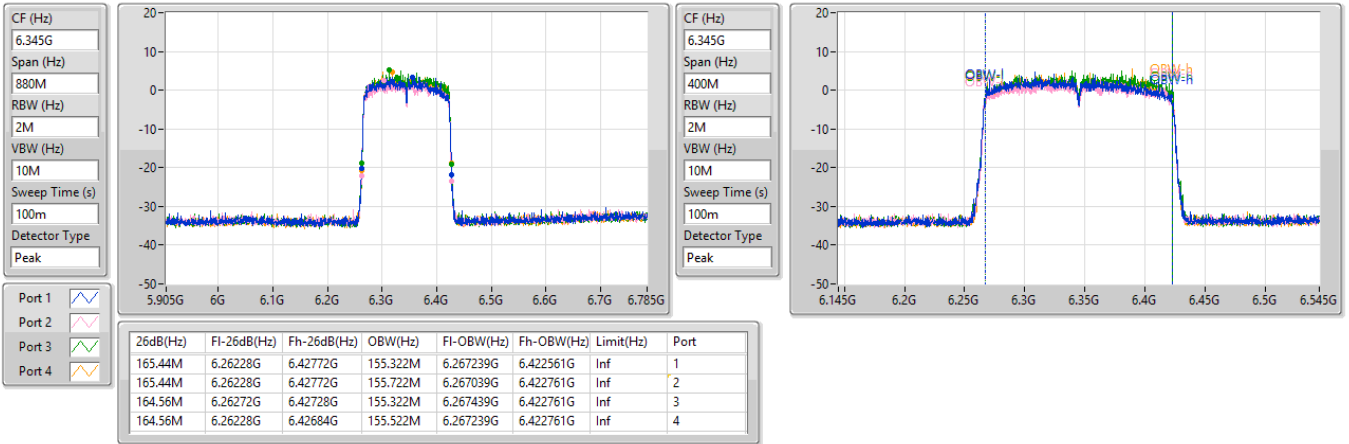 CF (Hz)
6.345G
Span (Hz)
880M
RBW (Hz)
2M
VBW (Hz)
10M
Sweep Time (s)
100m
Detector Type
Peak
20
10
0
-10
-20
-30
-40
-50
5.905G 6G 6.1G 6.2G 6.3G 6.4G 6.5G 6.6G 6.7G 6.785G
CF (Hz)
6.345G
Span (Hz)
400M
RBW (Hz)
2M
VBW (Hz)
10M
Sweep Time (s)
100m
Detector Type
Peak
20
10
0
-10
-20
-30
-40
-50
OBW-l
OBW-h
OBW-h
6.145G 6.2G 6.25G 6.3G 6.35G 6.4G 6.45G 6.5G 6.545G
Port 1
Port 2
Port 3
Port 4
26dB(Hz) Fl-26dB(Hz) Fh-26dB(Hz) OBW(Hz) Fl-OBW(Hz) Fh-OBW(Hz) Limit(Hz) Port
165.44M 6.26228G 6.42772G 155.322M 6.267239G 6.422561G Inf 1
165.44M 6.26228G 6.42772G 155.722M 6.267039G 6.422761G Inf 2
164.56M 6.26272G 6.42728G 155.322M 6.267439G 6.422761G Inf 3
164.56M 6.26228G 6.42684G 155.522M 6.267239G 6.422761G Inf 4